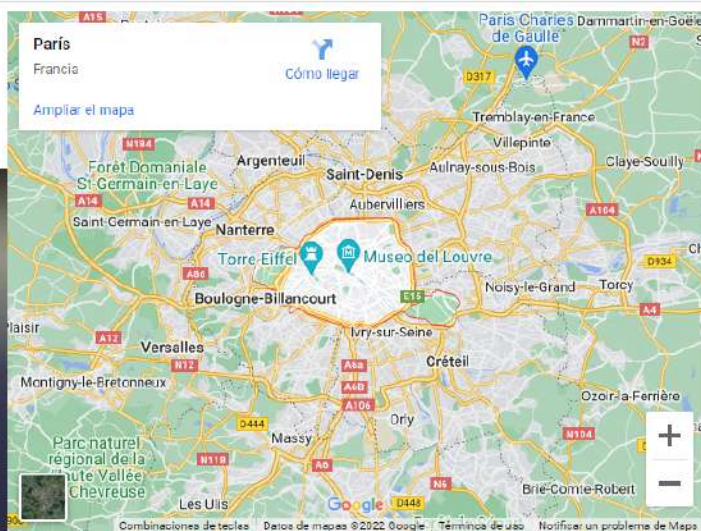 París
Francia
Cómo llegar
Ampliar el mapa
A15
Paris Charles
de Gaulle
Dammartin-en-Goële
N2
D317
Tremblay-en-France
Villepinte
N184
Forêt Domaniale
St-Germain-en-Laye
Argenteuil
Saint-Denis
Aulnay-sous-Bois
Claye-Souilly
A14
A14
Aubervilliers
A104
Saint-Germain-en-Laye
Nanterre
Torre Eiffel
Museo del Louvre
D934
A86
Boulogne-Billancourt
E15
Noisy-le-Grand
Torcy
A4
Ivry-sur-Seine
A12
Versalles
N12
Créteil
A6a
A6B
A106
Montigny-le-Bretonneux
Ozoir-la-Ferrière
Orly
D444
Massy
N104
Parc naturel
régional de la
Haute Vallée
Chevreuse
N118
A6
N6
Brie-Comte-Robert
Les Ulis
Google
D448
Combinaciones de teclas
Datos de mapas ©2022 Google
Términos de uso
Notificar un problema de Maps